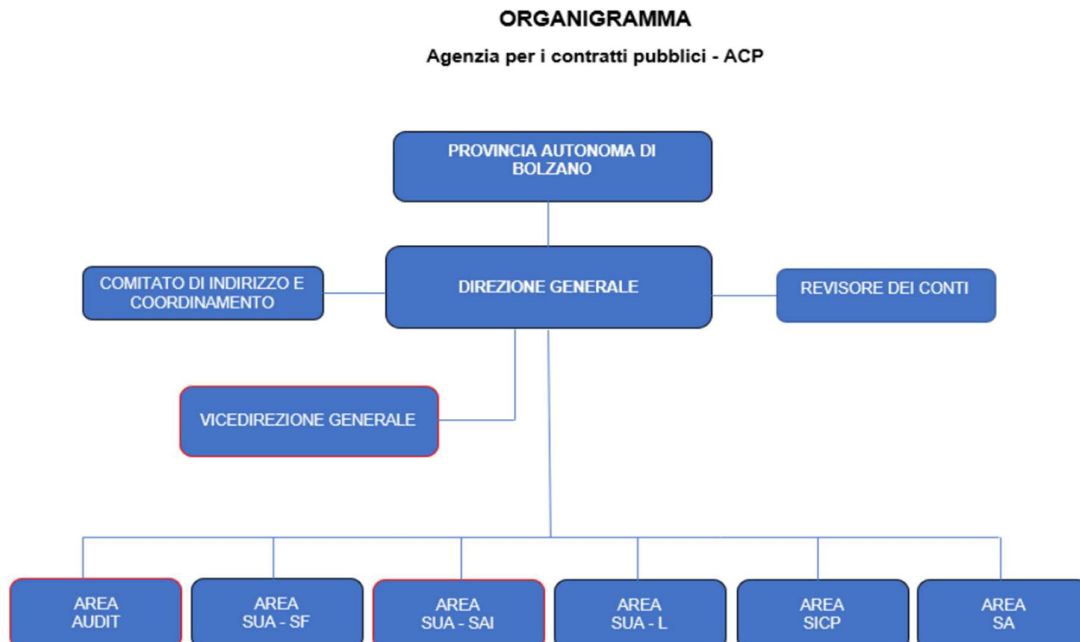 ORGANIGRAMMA
Agenzia per i contratti pubblici - ACP
PROVINCIA AUTONOMA DI
BOLZANO
COMITATO DI INDIRIZZO E
COORDINAMENTO
DIREZIONE GENERALE
REVISORE DEI CONTI
VICEDIREZIONE GENERALE
AREA
AUDIT
AREA
SUA - SF
AREA
SUA - SAI
AREA
SUA - L
AREA
SICP
AREA
SA